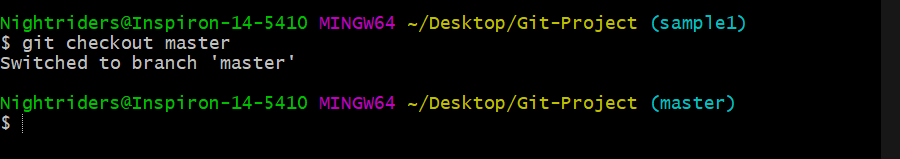 Nightriders@Inspiron-14-5410 MINGW64 ~/Desktop/Git-Project (sample1)
$ git checkout master
Switched to branch 'master'
Nightriders@Inspiron-14-5410 MINGW64 ~/Desktop/Git-Project (master)
$